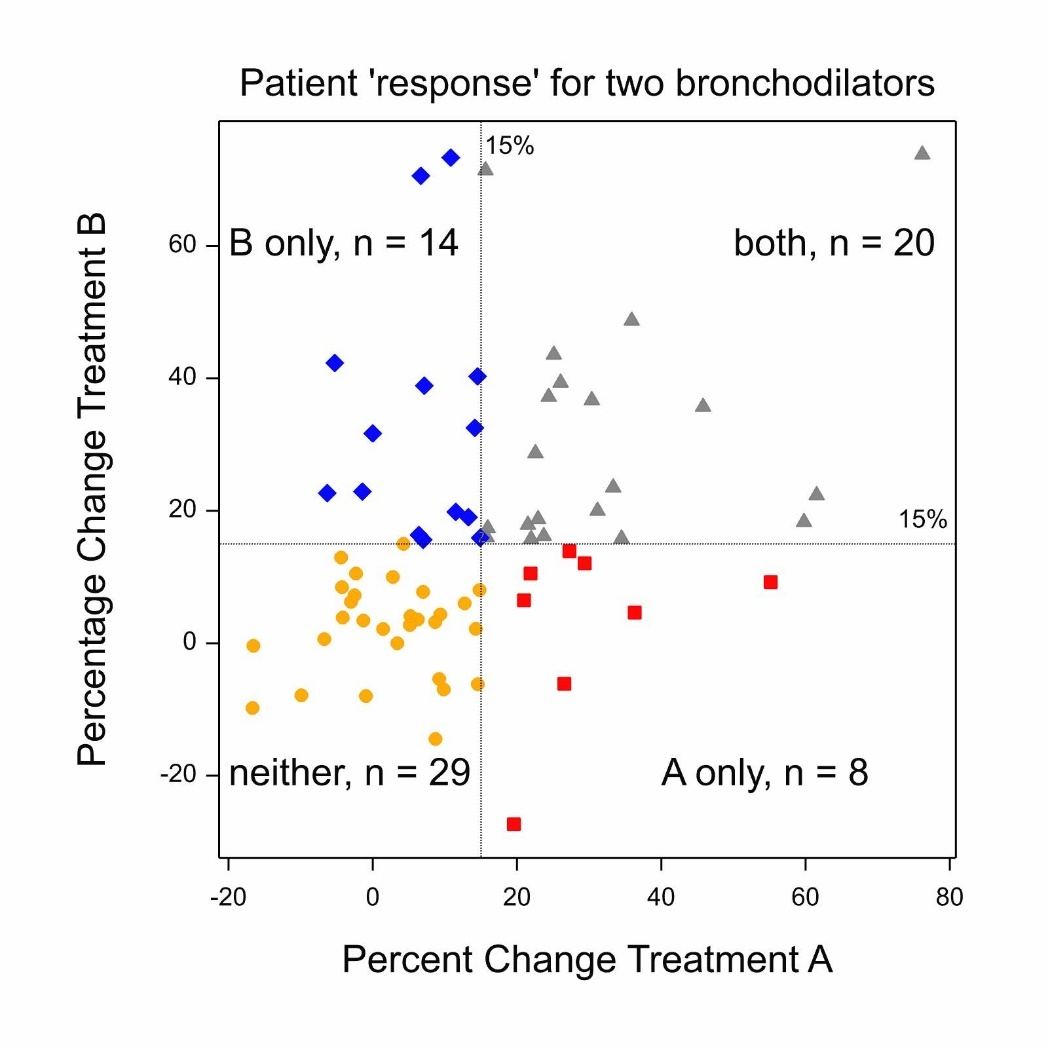 Patient 'response' for two bronchodilators
15%
B only, n = 14
both, n = 20
15%
neither, n = 29
A only, n = 8
Percentage Change Treatment B
60
40
20
0
-20
-20
0
20
40
60
80
Percent Change Treatment A